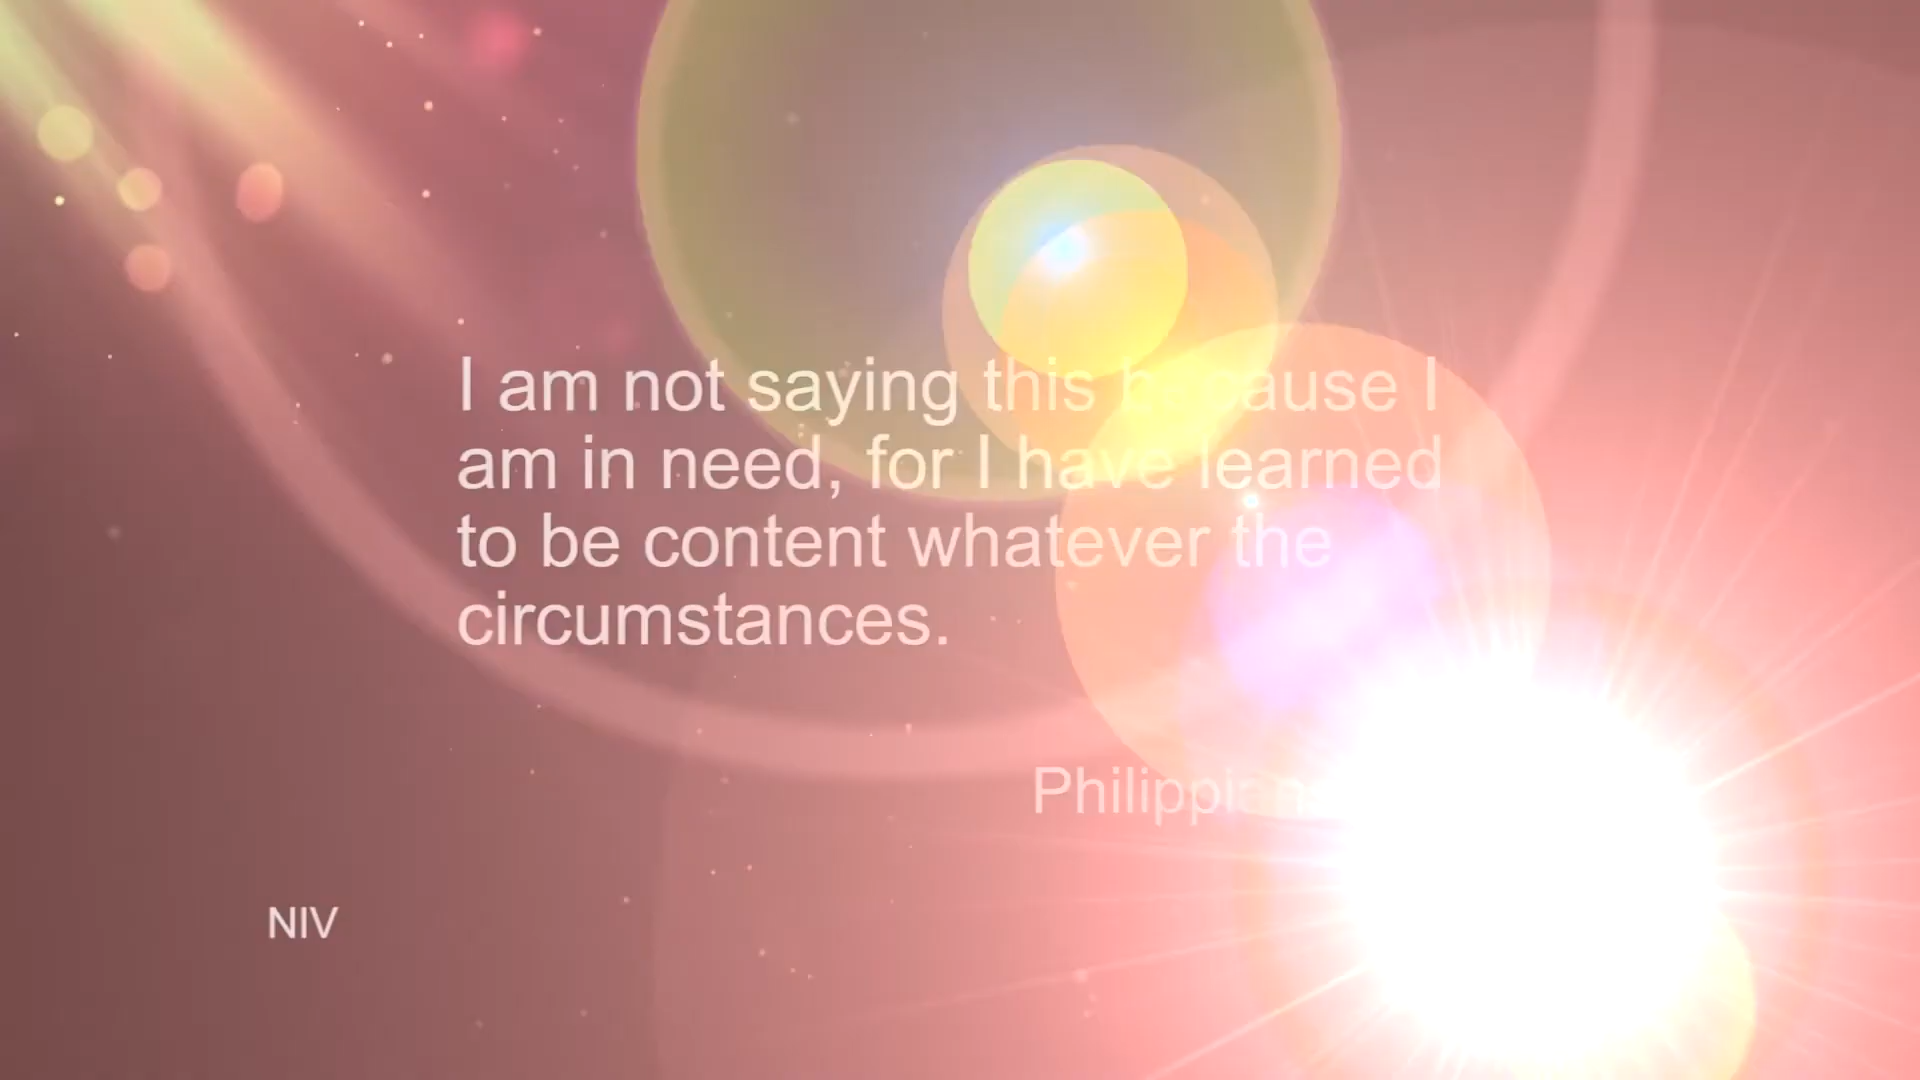 I am not saying this because I
am in need, for I have learned
to be content whatever the
circumstances.
Philippians
NIV